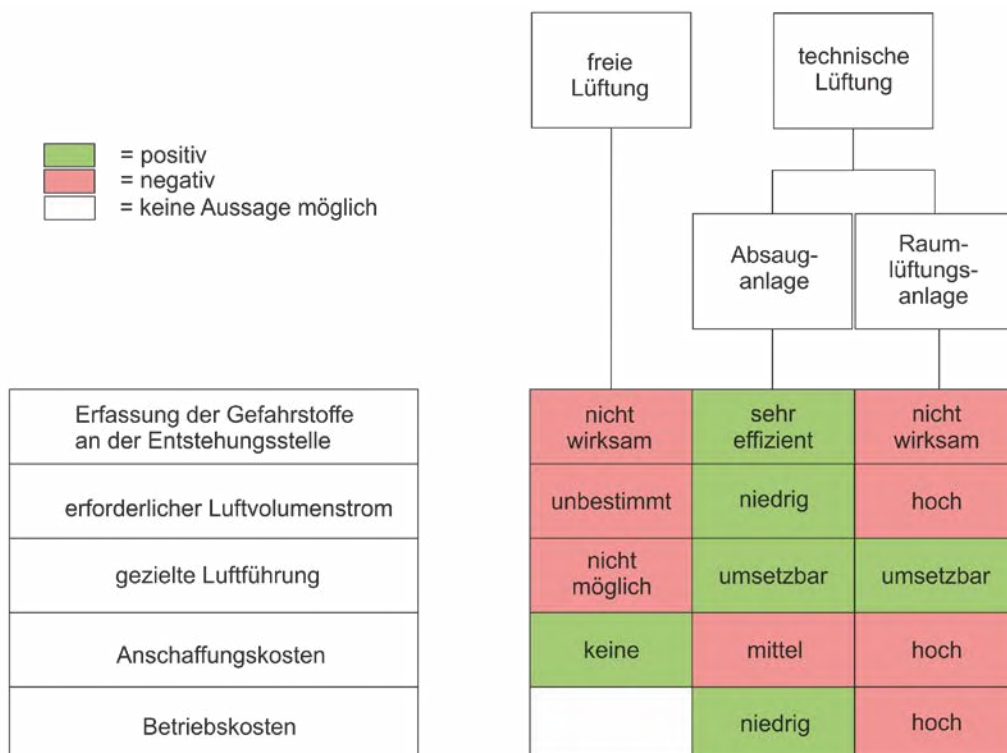 freie
Lüftung
technische
Lüftung
= positiv
= negativ
= keine Aussage möglich
Absaug-
anlage
Raum-
lüftungs-
anlage
Erfassung der Gefahrstoffe
an der Entstehungsstelle
nicht
wirksam
sehr
effizient
nicht
wirksam
erforderlicher Luftvolumenstrom
unbestimmt
niedrig
hoch
gezielte Luftführung
nicht
möglich
umsetzbar
umsetzbar
Anschaffungskosten
keine
mittel
hoch
Betriebskosten
niedrig
hoch